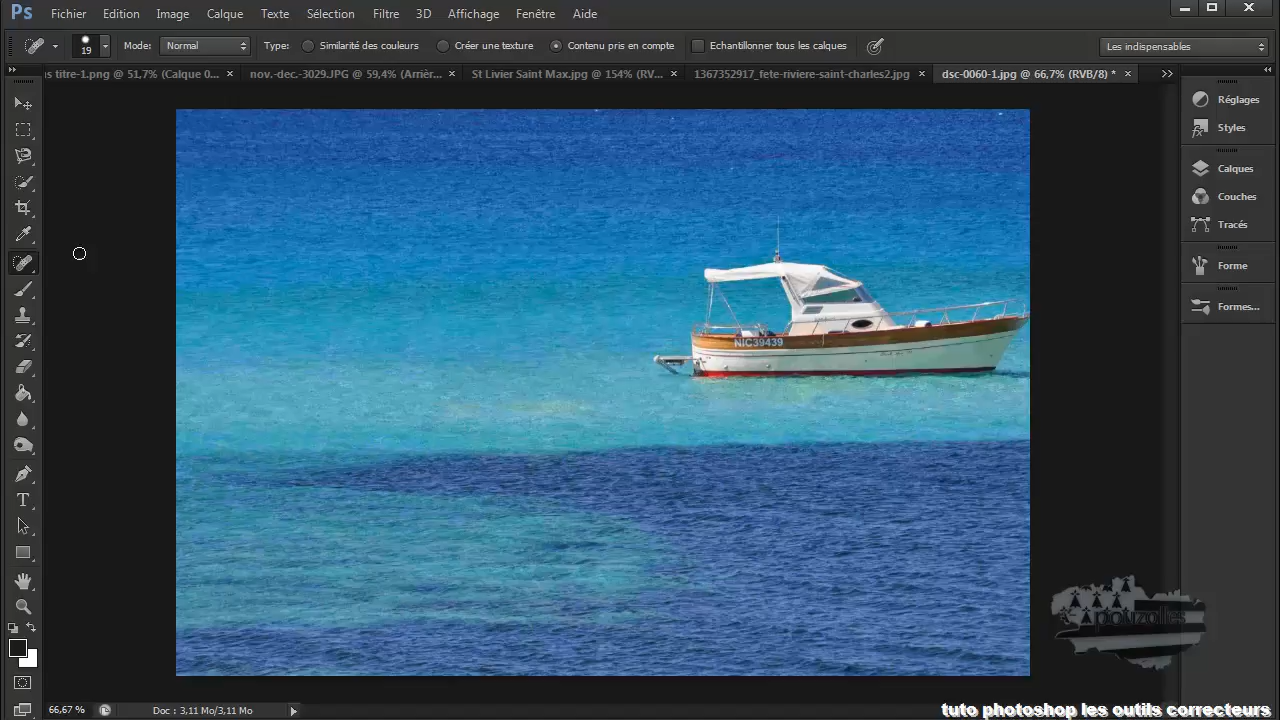 Ps Fichier Edition Image Calque Texte Sélection Filtre 3D Affichage Fenêtre Aide
19 Mode: Normal Type: Similarité des couleurs Créer une texture Contenu pris en compte Echantillonner tous les calques Les indispensables
s titre-1.png @ 51,7% (Calque 0... × nov.-dec.-3029.JPG @ 59,4% (Arrièr... × St Livier Saint Max.jpg @ 154% (RV... × 1367352917_fete-riviere-saint-charles2.jpg × dsc-0060-1.jpg @ 66,7% (RVB/8) * ×
Réglages
Styles
Calques
Couches
Tracés
Forme
Formes...
NIC39439
plouzelles
66,67 % Doc : 3,11 Mo/3,11 Mo
tuto photoshop les outils correcteurs